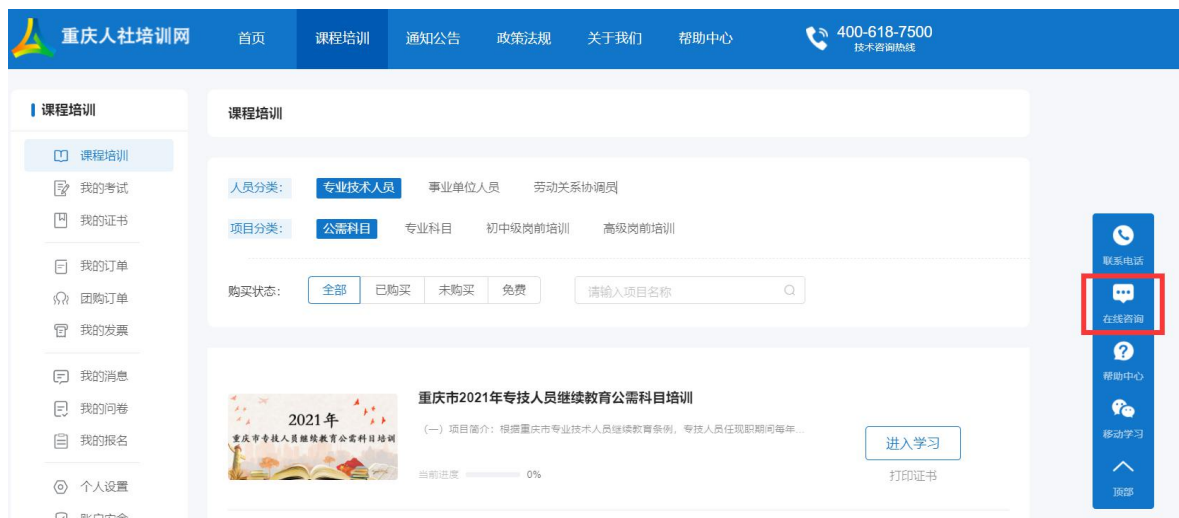 重庆人社培训网 首页 课程培训 通知公告 政策法规 关于我们 帮助中心 400-618-7500
技术咨询热线
课程培训
课程培训
我的考试
我的证书
我的订单
团购订单
我的发票
我的消息
我的问卷
我的报名
个人设置
账户安全
课程培训
人员分类: 专业技术人员 事业单位人员 劳动关系协调员
项目分类: 公需科目 专业科目 初中级岗前培训 高级岗前培训
购买状态: 全部 已购买 未购买 免费 请输入项目名称
2021年
重庆市专技人员继续教育公需科目培训
重庆市2021年专技人员继续教育公需科目培训
(一) 项目简介: 根据重庆市专业技术人员继续教育条例, 专技人员任现职期间每年...
当前进度 0%
进入学习
打印证书
联系电话
在线咨询
帮助中心
移动学习
顶部